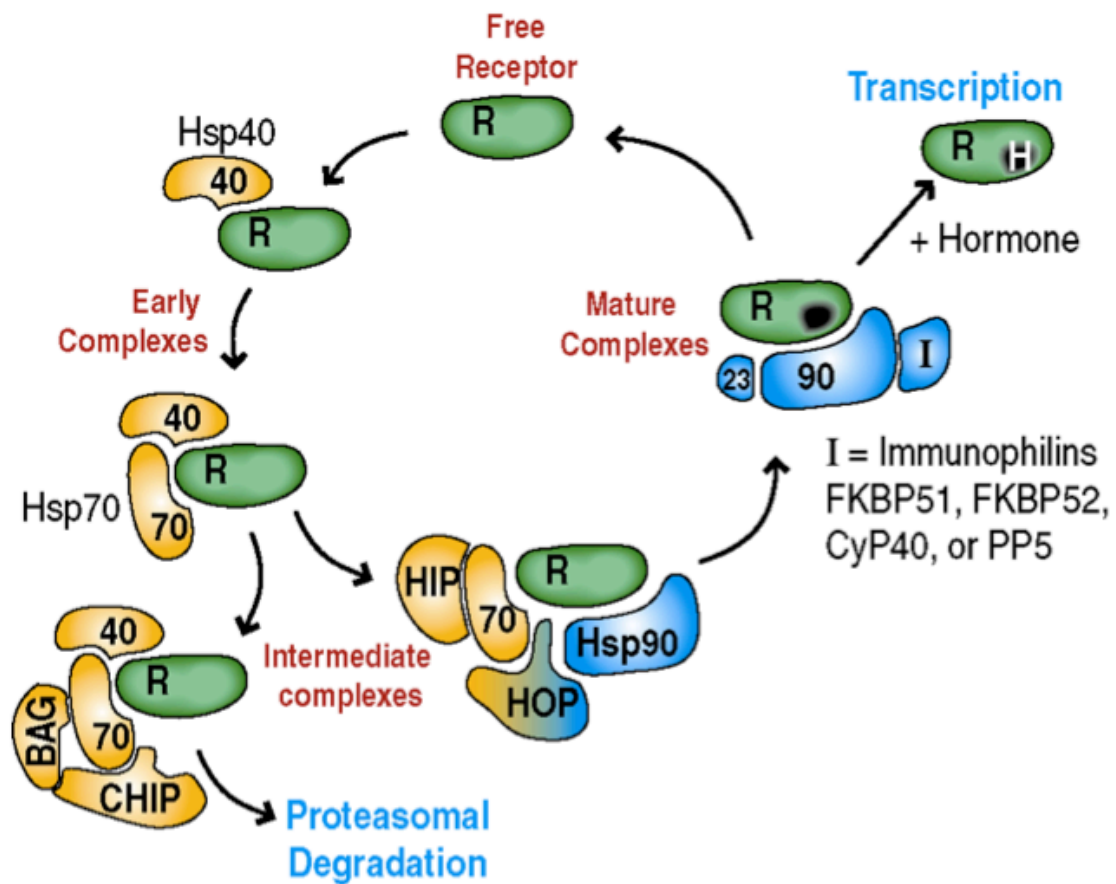 Free
Receptor
R
Transcription
R H
+ Hormone
Hsp40
40
R
Early
Complexes
Mature
Complexes
R
23 90 I
40
R
Hsp70
70
I = Immunophilins
FKBP51, FKBP52,
CyP40, or PP5
HIP 70 R
Hsp90
HOP
Intermediate
complexes
40
R
BAG 70
CHIP
Proteasomal
Degradation